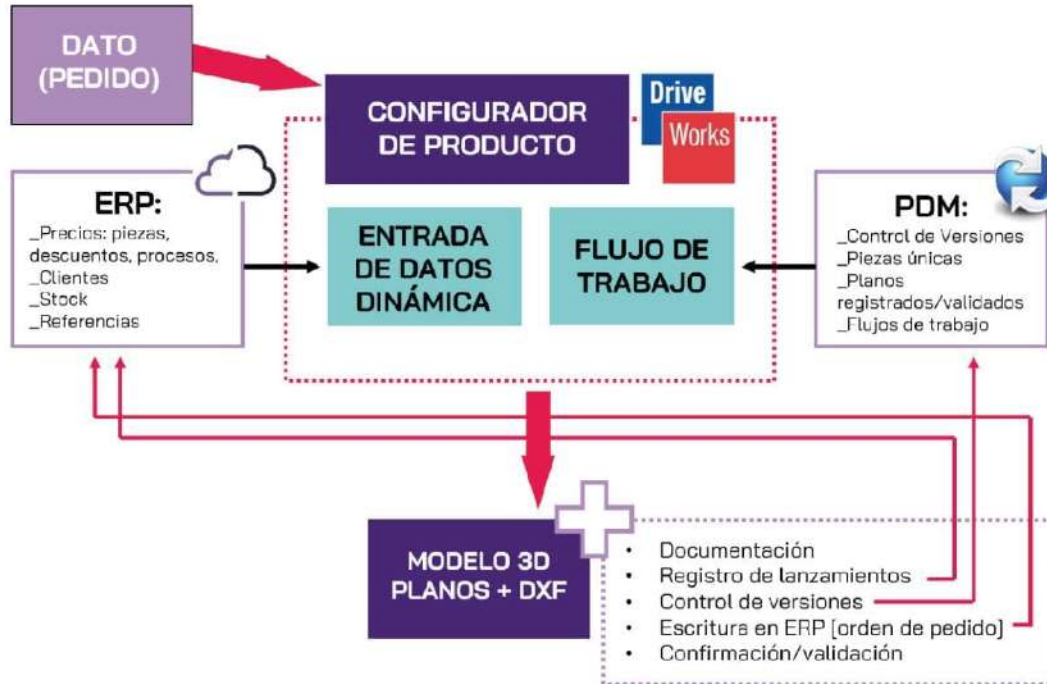 DATO
(PEDIDO)
CONFIGURADOR
DE PRODUCTO
Drive
Works
ERP:
_Precios: piezas,
descuentos, procesos,
_Clientes
_Stock
_Referencias
ENTRADA
DE DATOS
DINÁMICA
FLUJO DE
TRABAJO
PDM:
_Control de Versiones
_Piezas únicas
_Planos
registrados/validados
_Flujos de trabajo
MODELO 3D
PLANOS + DXF
• Documentación
• Registro de lanzamientos
• Control de versiones
• Escritura en ERP [orden de pedido]
• Confirmación/validación